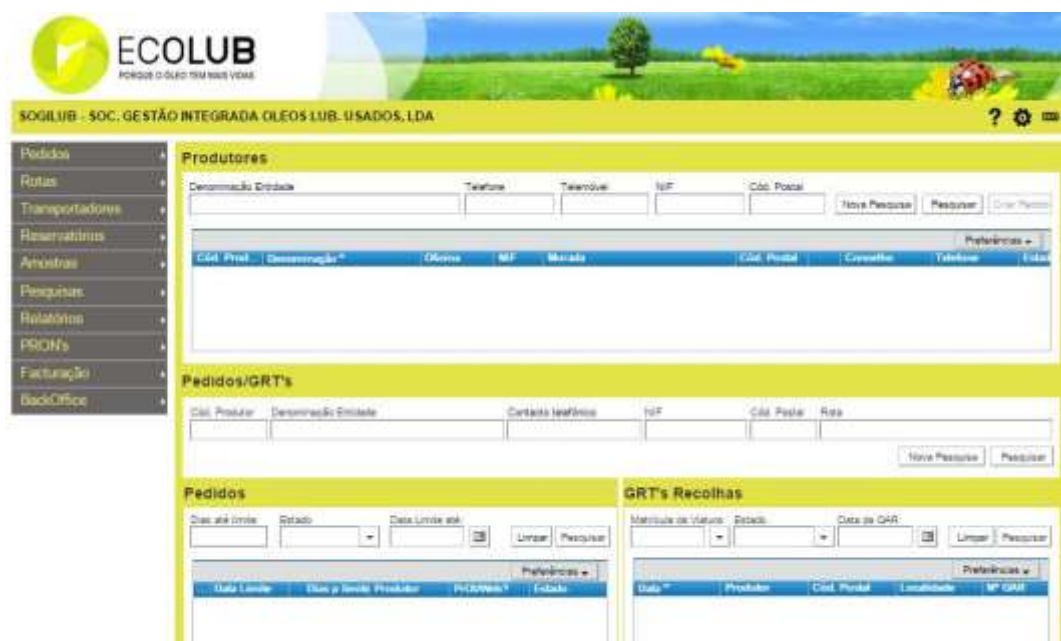 ECOLUB
PORQUE O ÓLEO TEM MAIS VIDAS
SOGILUB - SOC. GESTÃO INTEGRADA OLEOS LUB. USADOS, LDA
?
Pedidos
Rotas
Transportadores
Reservatórios
Amostras
Pesquisas
Relatórios
PRON's
Facturação
BackOffice
Produtores
Denominação Entidade Telefone Telemóvel NIF Cód. Postal
Nova Pesquisa Pesquisar Criar Pedido
Preferências
Cód. Prod... Denominação Oficina NIF Morada Cód. Postal Concelho Telefone Estad
Pedidos/GRT's
Cód. Produtor Denominação Entidade Contacto telefónico NIF Cód. Postal Rota
Nova Pesquisa Pesquisar
Pedidos
Dias até limite Estado Data Limite até
Limpar Pesquisar
Preferências
Data Limite Dias p limite Produtor Estado
GRT's Recolhas
Matrícula da Viatura Estado Data da GAR
Limpar Pesquisar
Preferências
Data Produtor Cód. Postal Localidade Nº GAR